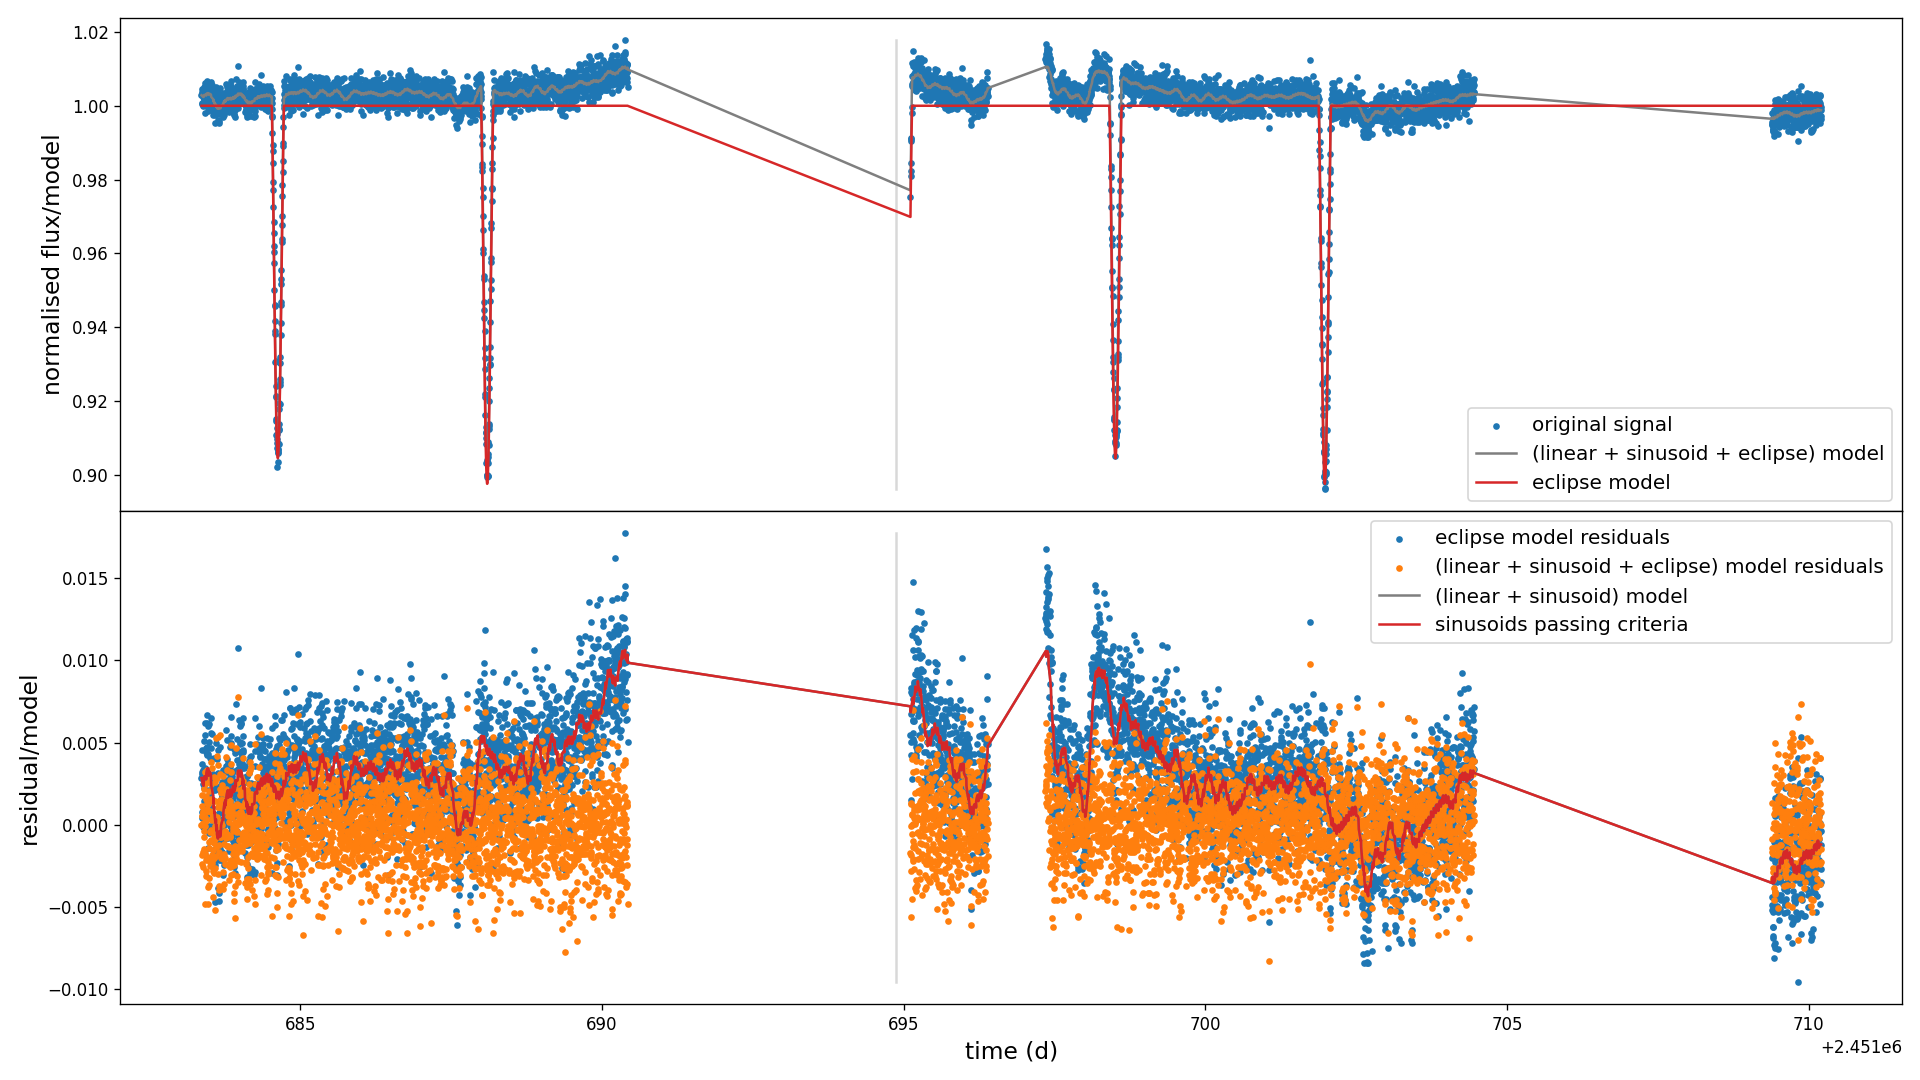 1.02
1.00
0.98
0.96
0.94
0.92
0.90
normalised flux/model
original signal
(linear + sinusoid + eclipse) model
eclipse model
0.015
0.010
0.005
0.000
−0.005
−0.010
residual/model
eclipse model residuals
(linear + sinusoid + eclipse) model residuals
(linear + sinusoid) model
sinusoids passing criteria
685
690
695
700
705
710
time (d)
+2.451e6